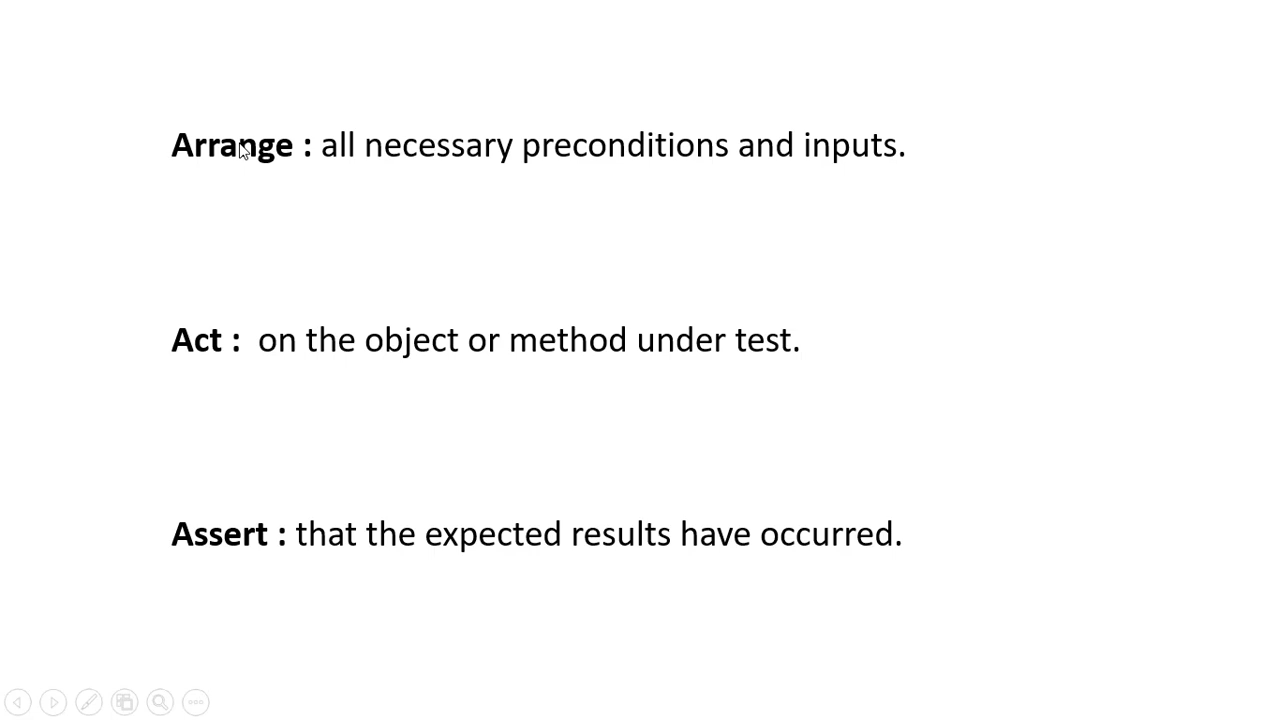 Arrange : all necessary preconditions and inputs.
Act :  on the object or method under test.
Assert : that the expected results have occurred.